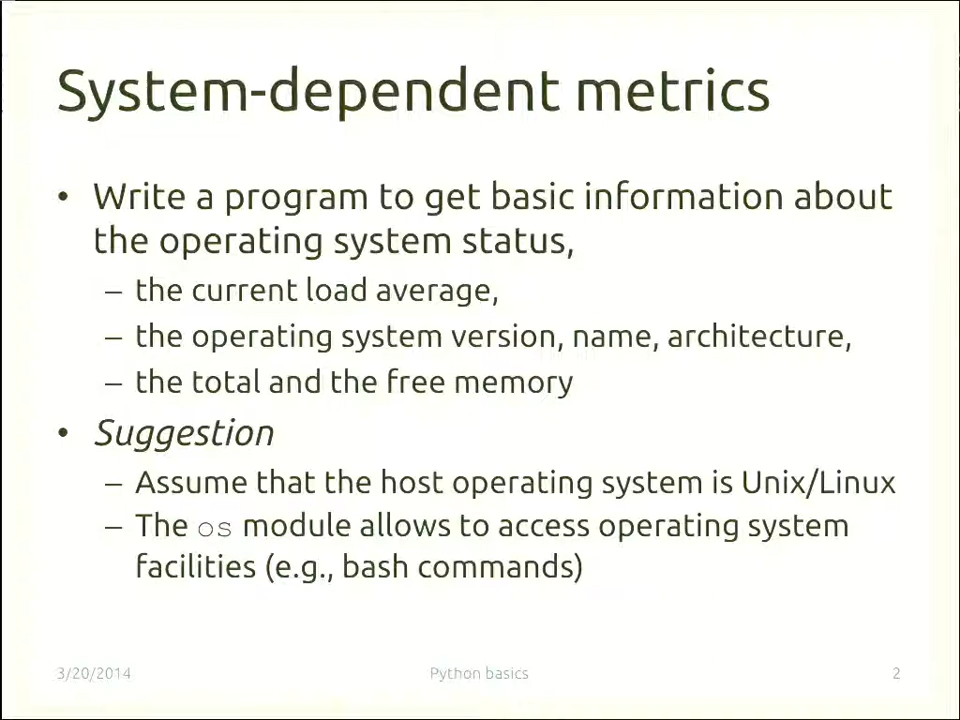 System-dependent metrics
• Write a program to get basic information about
the operating system status,
– the current load average,
– the operating system version, name, architecture,
– the total and the free memory
• Suggestion
– Assume that the host operating system is Unix/Linux
– The os module allows to access operating system
facilities (e.g., bash commands)
3/20/2014 Python basics 2